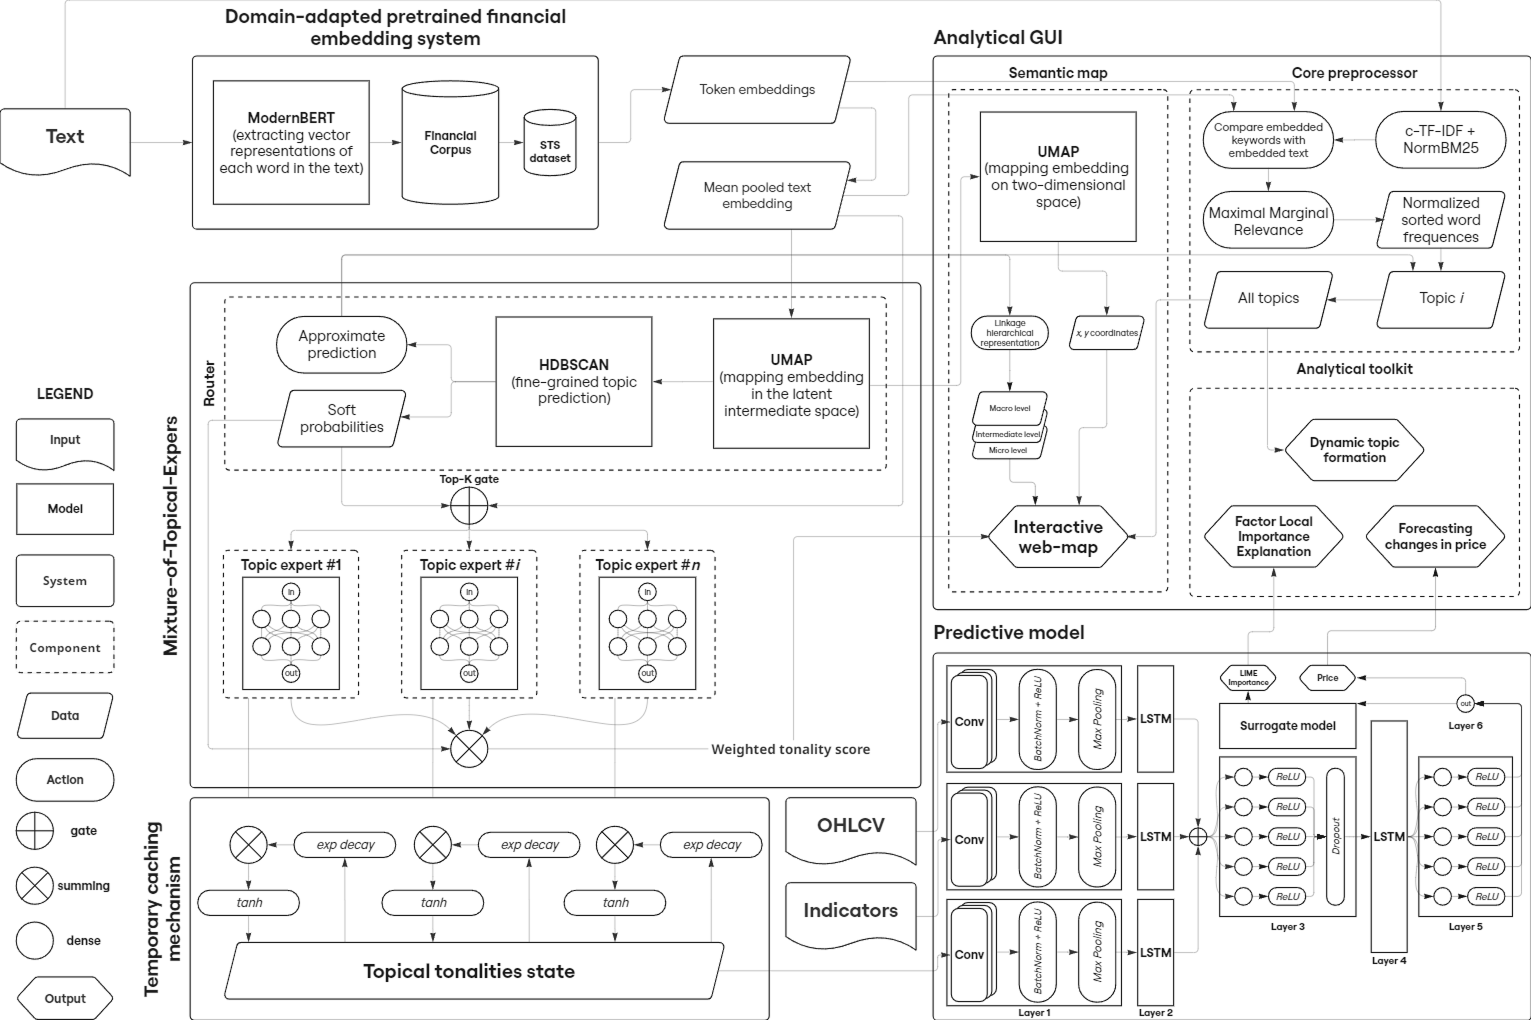 Domain-adapted pretrained financial
embedding system
Text
ModernBERT
(extracting vector
representations of
each word in the text)
Financial
Corpus
STS
dataset
Token embeddings
Mean pooled text
embedding
Analytical GUI
Semantic map
UMAP
(mapping embedding
on two-dimensional
space)
Linkage
hierarchical
representation
x, y coordinates
Macro level
Intermediate level
Micro level
Interactive
web-map
Core preprocessor
Compare embedded
keywords with
embedded text
c-TF-IDF +
NormBM25
Maximal Marginal
Relevance
Normalized
sorted word
frequences
All topics
Topic i
Analytical toolkit
Dynamic topic
formation
Factor Local
Importance
Explanation
Forecasting
changes in price
Mixture-of-Topical-Expers
Router
Approximate
prediction
Soft
probabilities
HDBSCAN
(fine-grained topic
prediction)
UMAP
(mapping embedding
in the latent
intermediate space)
Top-K gate
Topic expert #1
in
out
Topic expert #i
in
out
Topic expert #n
in
out
Weighted tonality score
LEGEND
Input
Model
System
Component
Data
Action
gate
summing
dense
Output
Temporary caching
mechanism
exp decay
exp decay
exp decay
tanh
tanh
tanh
Topical tonalities state
OHLCV
Indicators
Predictive model
Conv
BatchNorm + ReLU
Max Pooling
LSTM
Conv
BatchNorm + ReLU
Max Pooling
LSTM
Conv
BatchNorm + ReLU
Max Pooling
LSTM
Layer 1
Layer 2
LIME
Importance
Price
Surrogate model
out
Layer 6
ReLU
ReLU
ReLU
ReLU
ReLU
Dropout
Layer 3
LSTM
Layer 4
ReLU
ReLU
ReLU
ReLU
ReLU
Layer 5